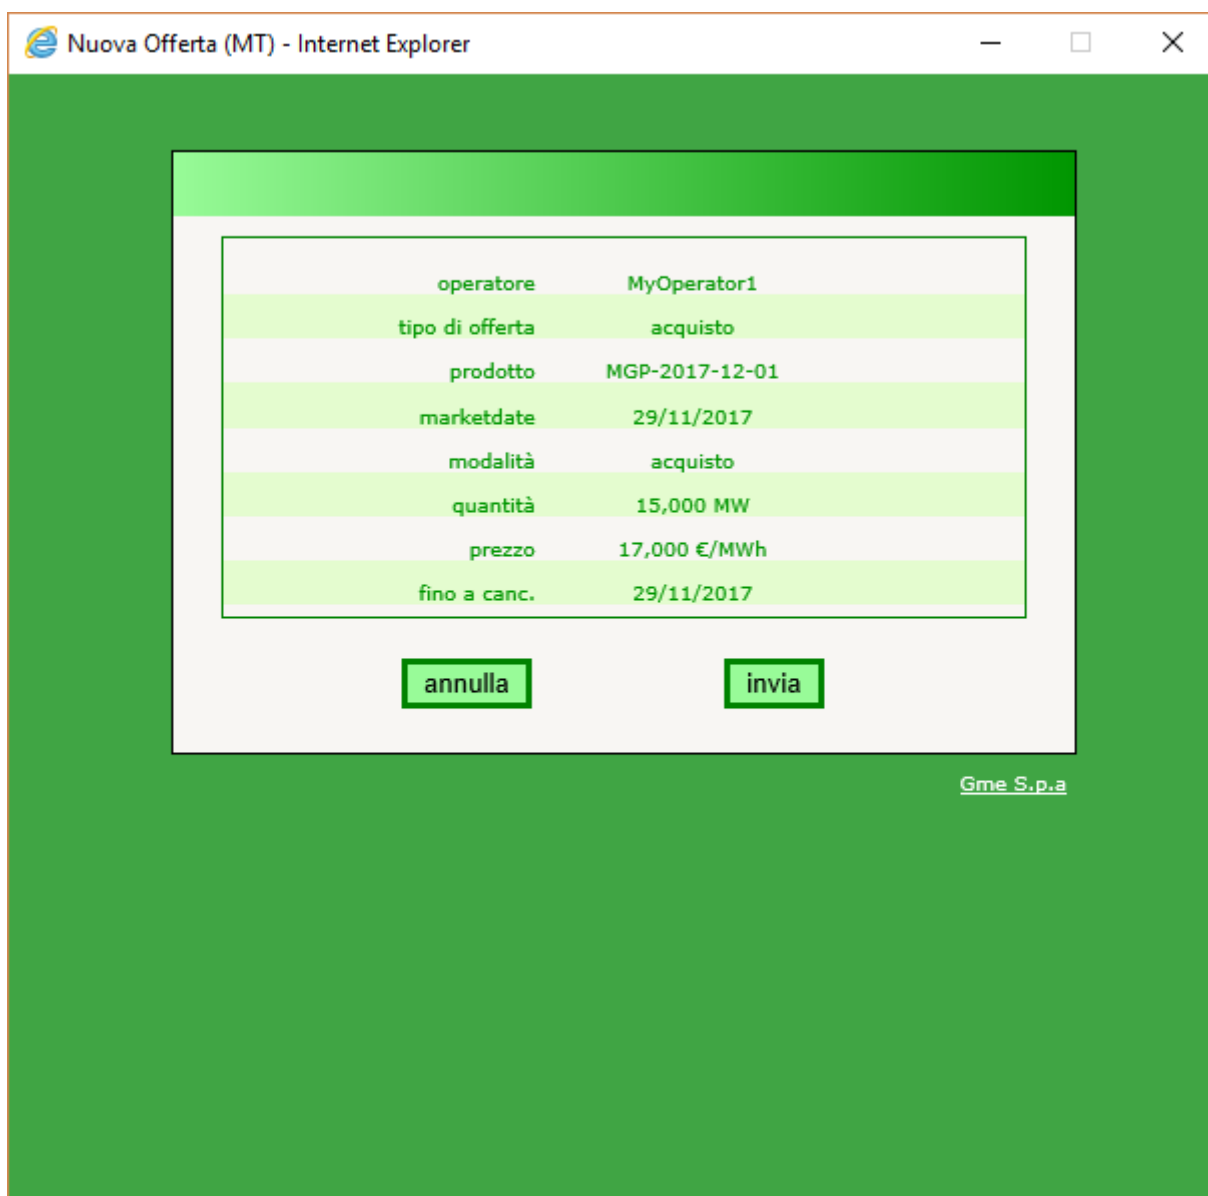 Nuova Offerta (MT) - Internet Explorer
operatore MyOperator1
tipo di offerta acquisto
prodotto MGP-2017-12-01
marketdate 29/11/2017
modalità acquisto
quantità 15,000 MW
prezzo 17,000 €/MWh
fino a canc. 29/11/2017
annulla invia
Gme S.p.a